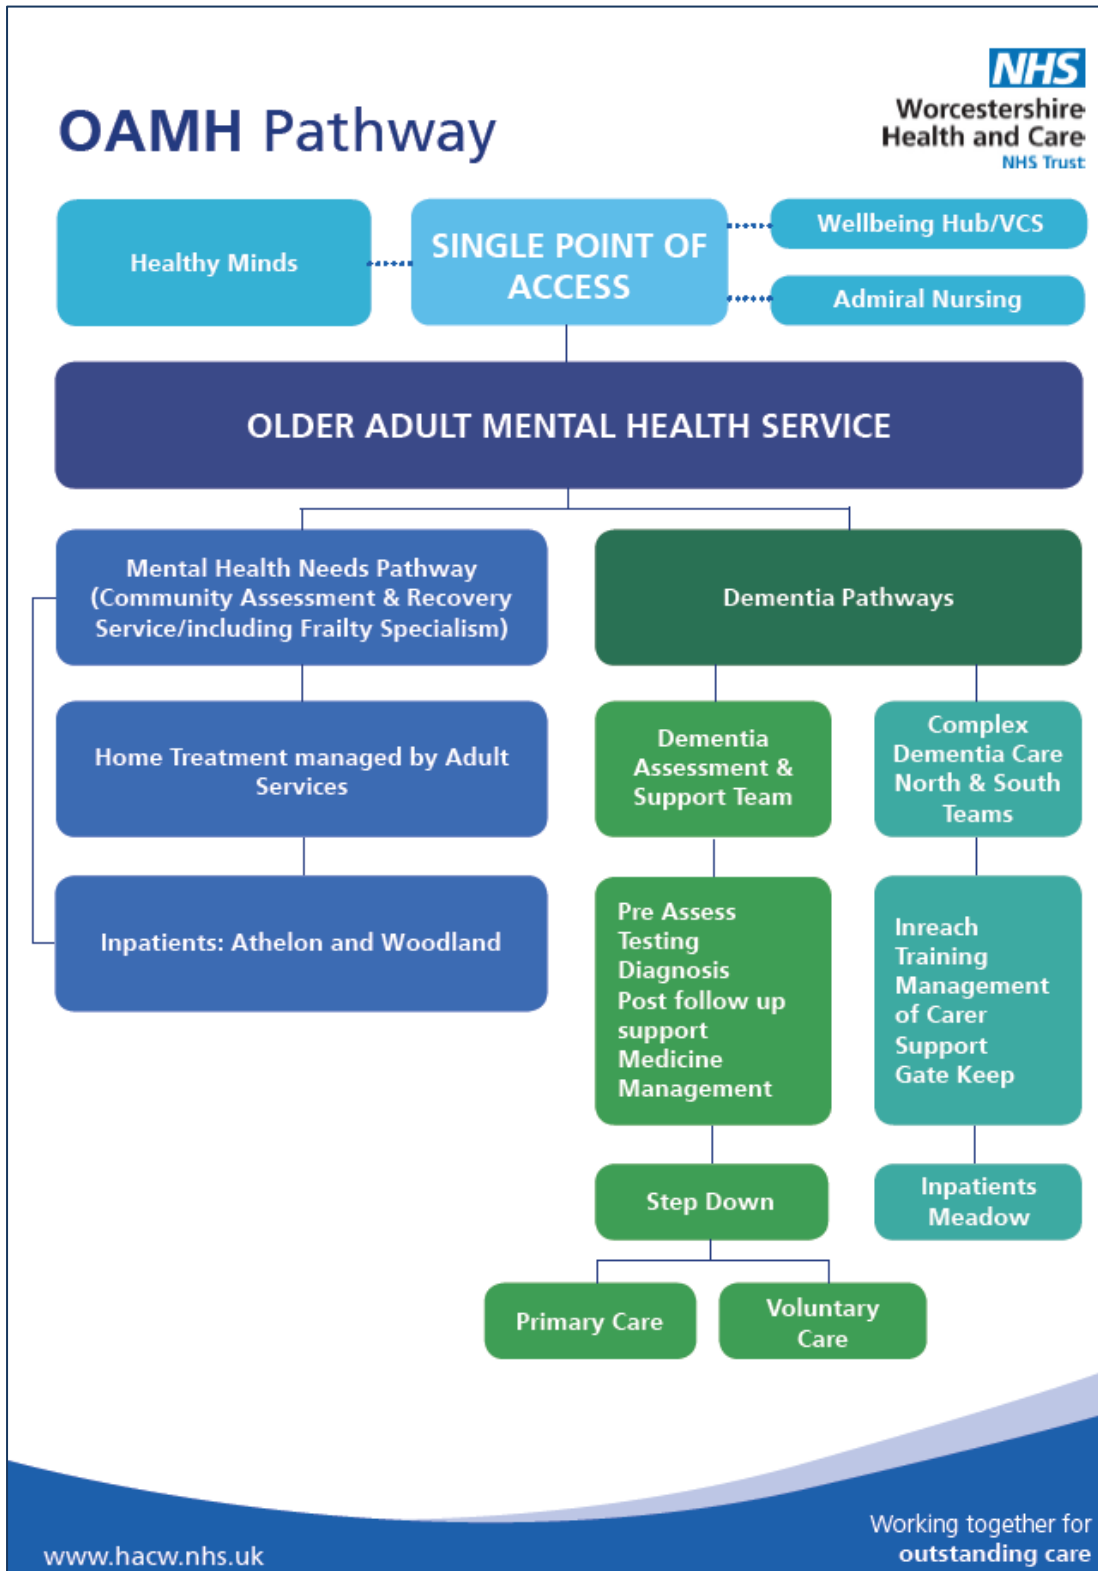 NHS
Worcestershire
Health and Care
NHS Trust
OAMH Pathway
Healthy Minds
SINGLE POINT OF
ACCESS
Wellbeing Hub/VCS
Admiral Nursing
OLDER ADULT MENTAL HEALTH SERVICE
Mental Health Needs Pathway
(Community Assessment & Recovery
Service/including Frailty Specialism)
Home Treatment managed by Adult
Services
Inpatients: Athelon and Woodland
Dementia Pathways
Dementia
Assessment &
Support Team
Pre Assess
Testing
Diagnosis
Post follow up
support
Medicine
Management
Step Down
Primary Care
Voluntary
Care
Complex
Dementia Care
North & South
Teams
Inreach
Training
Management
of Carer
Support
Gate Keep
Inpatients
Meadow
www.hacw.nhs.uk
Working together for
outstanding care